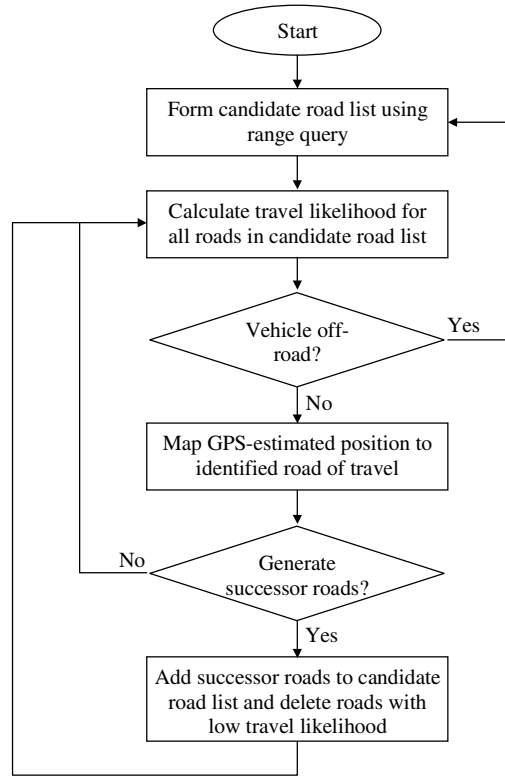 Start
Form candidate road list using
range query
Calculate travel likelihood for
all roads in candidate road list
Vehicle off-
road?
Yes
No
Map GPS-estimated position to
identified road of travel
No
Generate
successor roads?
Yes
Add successor roads to candidate
road list and delete roads with
low travel likelihood